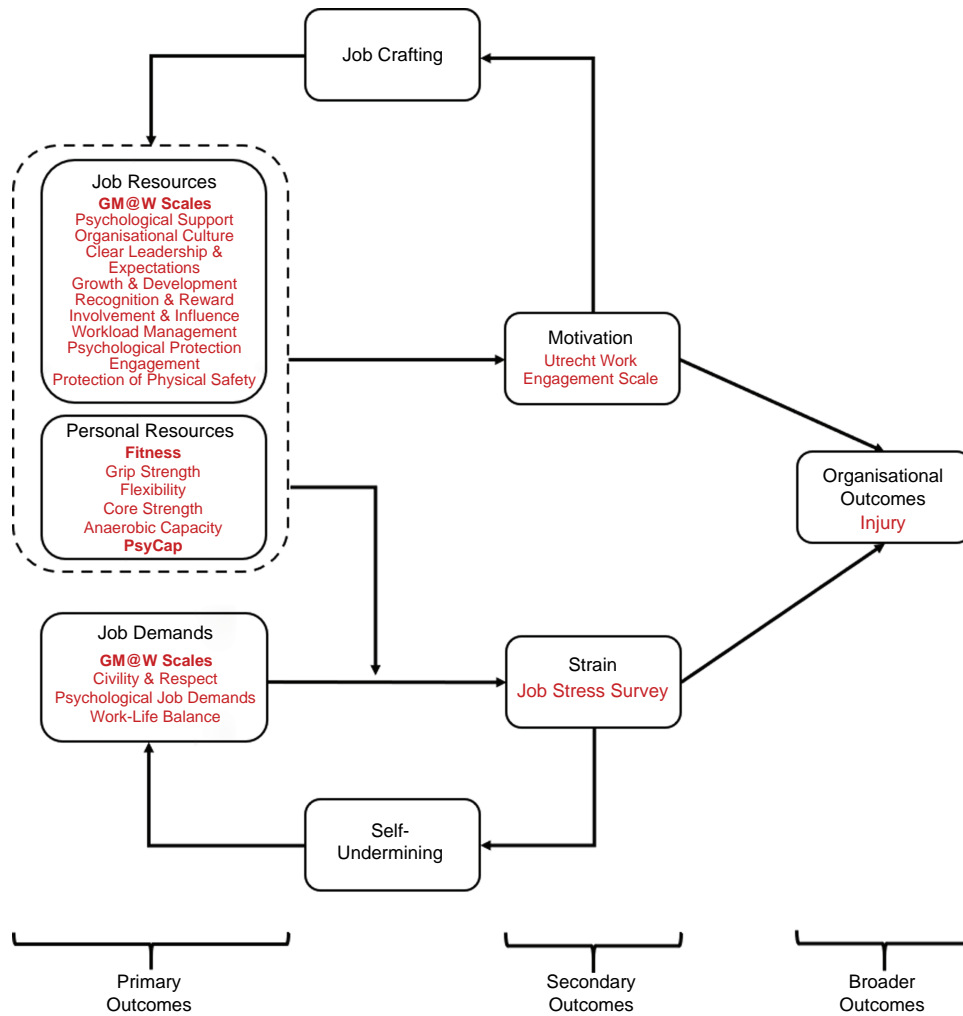 Job Crafting
Job Resources
GM@W Scales
Psychological Support
Organisational Culture
Clear Leadership &
Expectations
Growth & Development
Recognition & Reward
Involvement & Influence
Workload Management
Psychological Protection
Engagement
Protection of Physical Safety
Motivation
Utrecht Work
Engagement Scale
Personal Resources
Fitness
Grip Strength
Flexibility
Core Strength
Anaerobic Capacity
PsyCap
Organisational
Outcomes
Injury
Job Demands
GM@W Scales
Civility & Respect
Psychological Job Demands
Work-Life Balance
Strain
Job Stress Survey
Self-
Undermining
Primary
Outcomes
Secondary
Outcomes
Broader
Outcomes